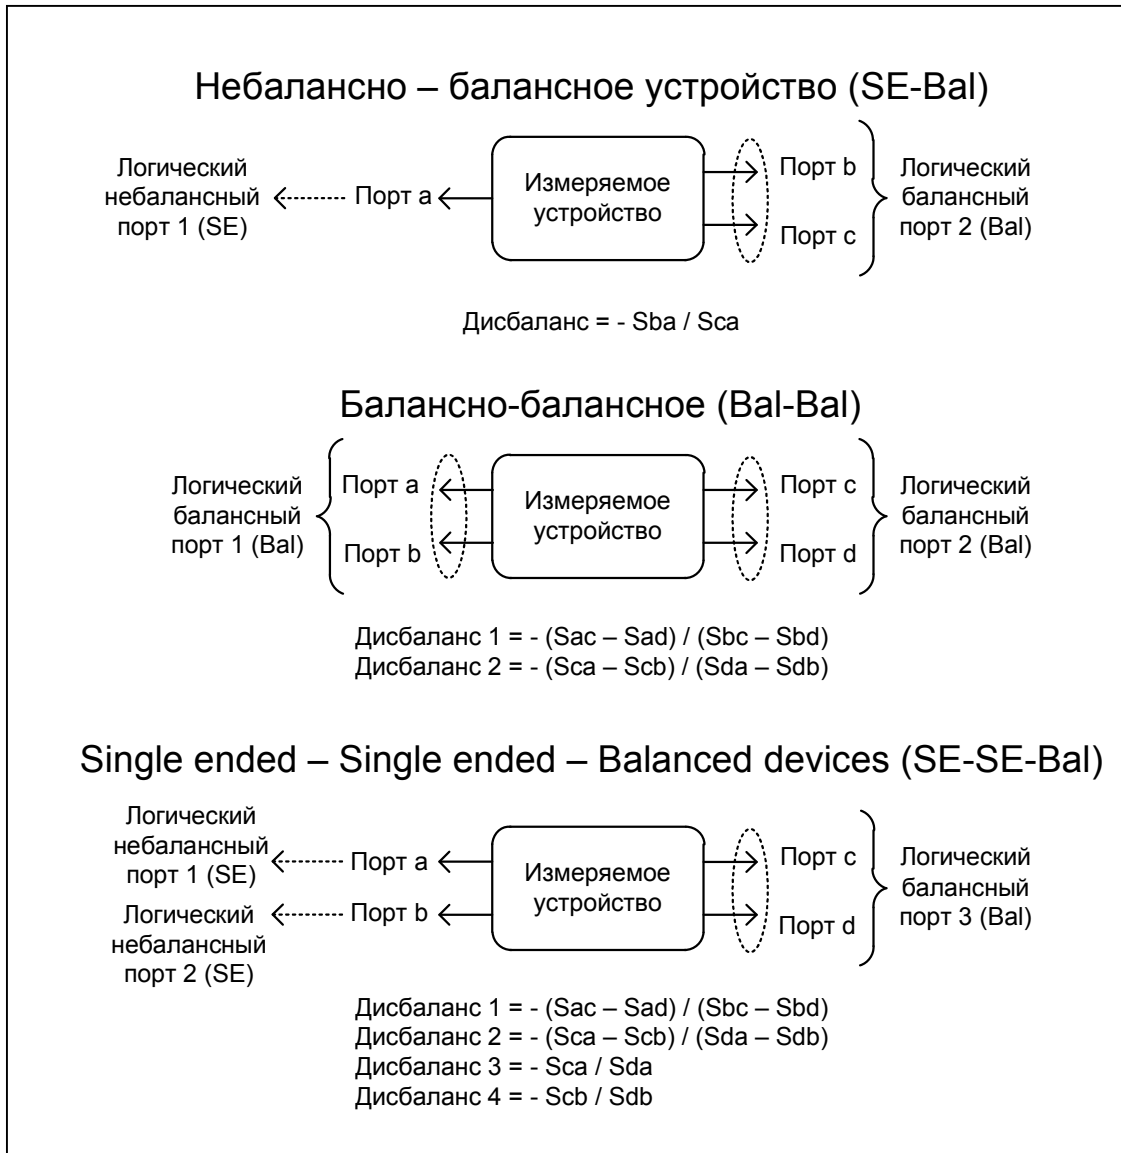 Небалансно – балансное устройство (SE-Bal)
Логический
небалансный
порт 1 (SE)
Порт a
Измеряемое
устройство
Порт b
Порт c
Логический
балансный
порт 2 (Bal)
Дисбаланс = - Sba / Sca
Балансно-балансное (Bal-Bal)
Логический
балансный
порт 1 (Bal)
Порт a
Порт b
Измеряемое
устройство
Порт c
Порт d
Логический
балансный
порт 2 (Bal)
Дисбаланс 1 = - (Sac – Sad) / (Sbc – Sbd)
Дисбаланс 2 = - (Sca – Scb) / (Sda – Sdb)
Single ended – Single ended – Balanced devices (SE-SE-Bal)
Логический
небалансный
порт 1 (SE)
Порт a
Логический
небалансный
порт 2 (SE)
Порт b
Измеряемое
устройство
Порт c
Порт d
Логический
балансный
порт 3 (Bal)
Дисбаланс 1 = - (Sac – Sad) / (Sbc – Sbd)
Дисбаланс 2 = - (Sca – Scb) / (Sda – Sdb)
Дисбаланс 3 = - Sca / Sda
Дисбаланс 4 = - Scb / Sdb